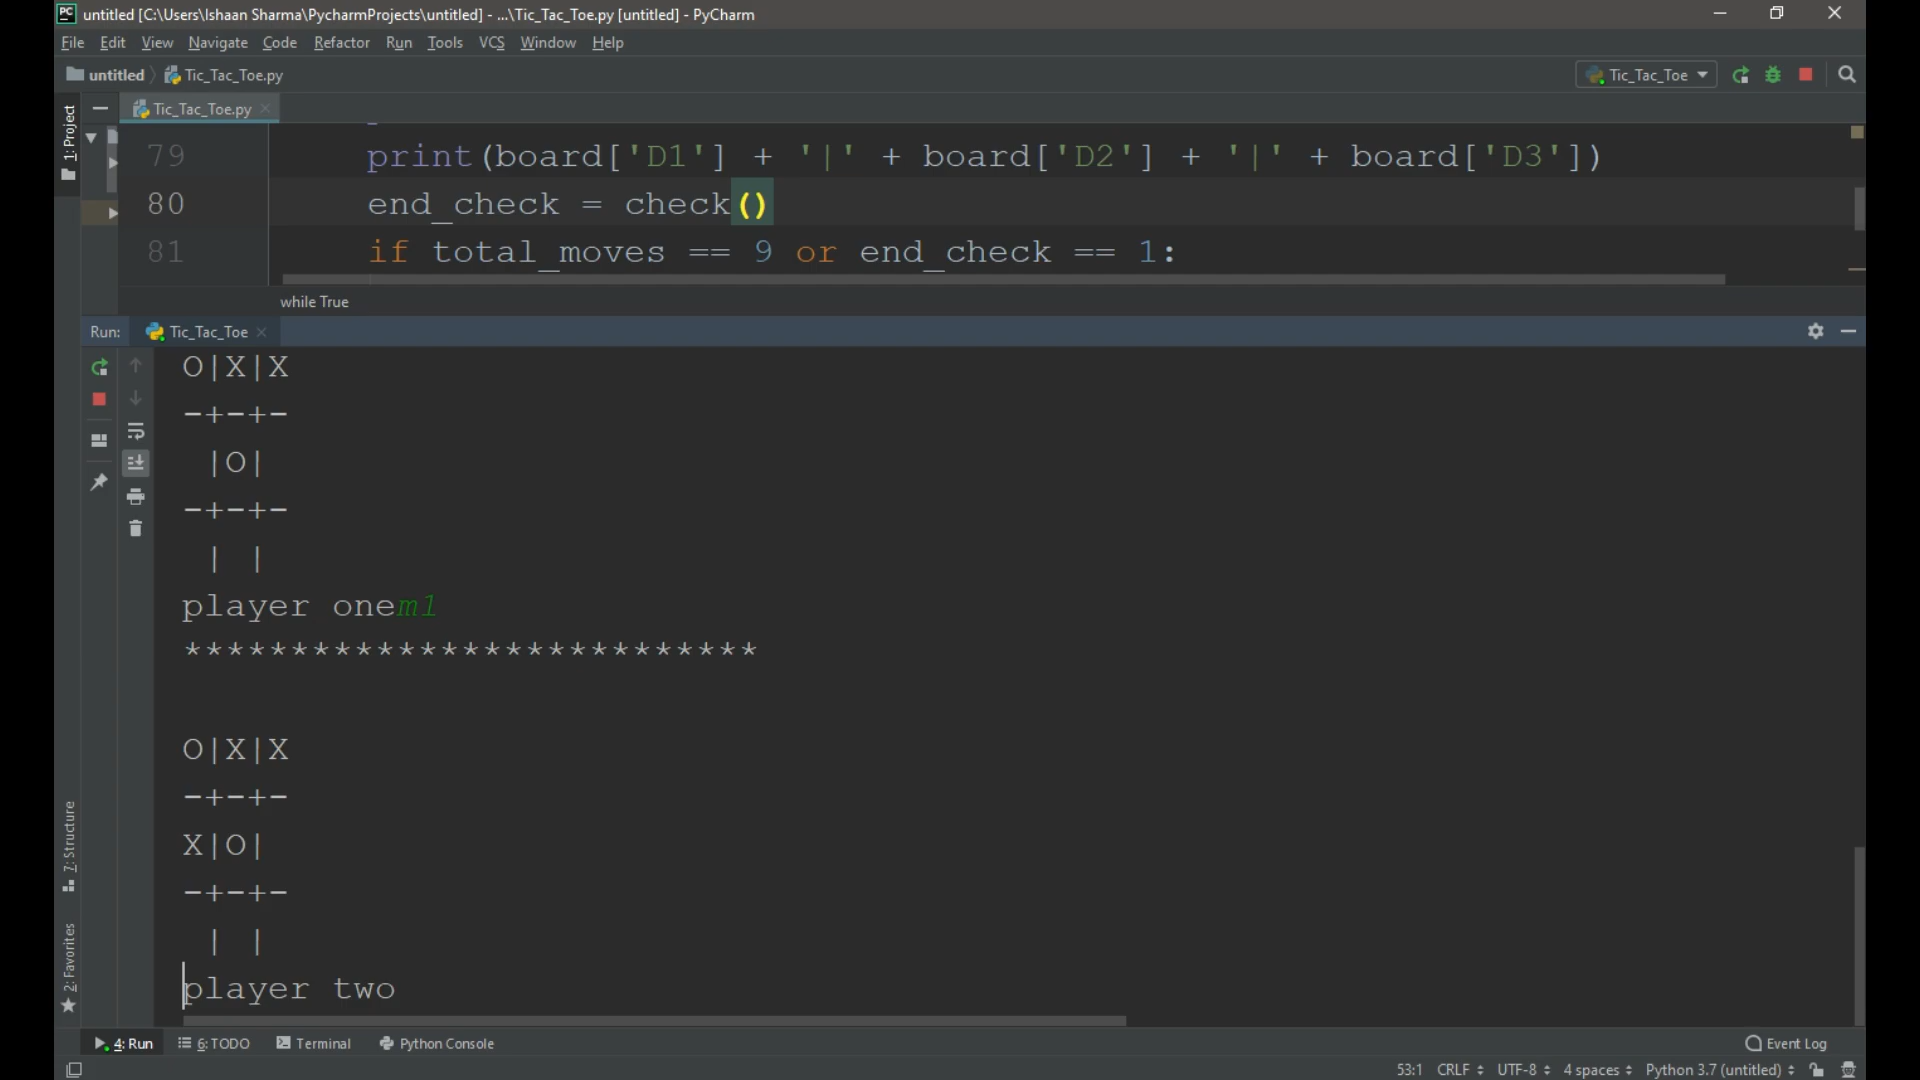 untitled [C:\Users\Ishaan Sharma\PycharmProjects\untitled] - ...\Tic_Tac_Toe.py [untitled] - PyCharm
File Edit View Navigate Code Refactor Run Tools VCS Window Help
untitled Tic_Tac_Toe.py Tic_Tac_Toe
1: Project
Tic_Tac_Toe.py
79 print(board['D1'] + '|' + board['D2'] + '|' + board['D3'])
80 end_check = check()
81 if total_moves == 9 or end_check == 1:
while True
Run: Tic_Tac_Toe
O|X|X
-+-+-
 |O|
-+-+-
 | |
player onem1
***************************
O|X|X
-+-+-
X|O|
-+-+-
 | |
player two
7: Structure
2: Favorites
4: Run 6: TODO Terminal Python Console Event Log
53:1 CRLF UTF-8 4 spaces Python 3.7 (untitled)